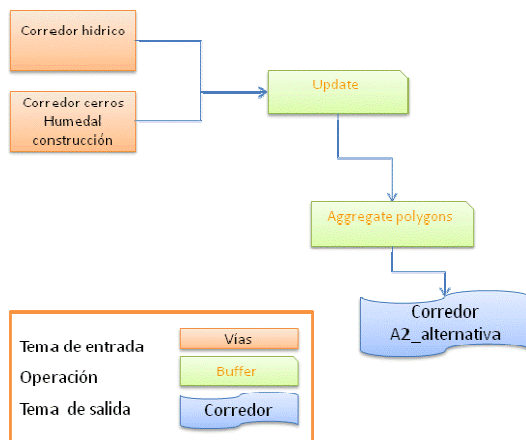 Corredor hidrico
Corredor cerros
Humedal
construcción
Update
Aggregate polygons
Corredor
A2_alternativa
Tema de entrada
Vías
Operación
Buffer
Tema de salida
Corredor